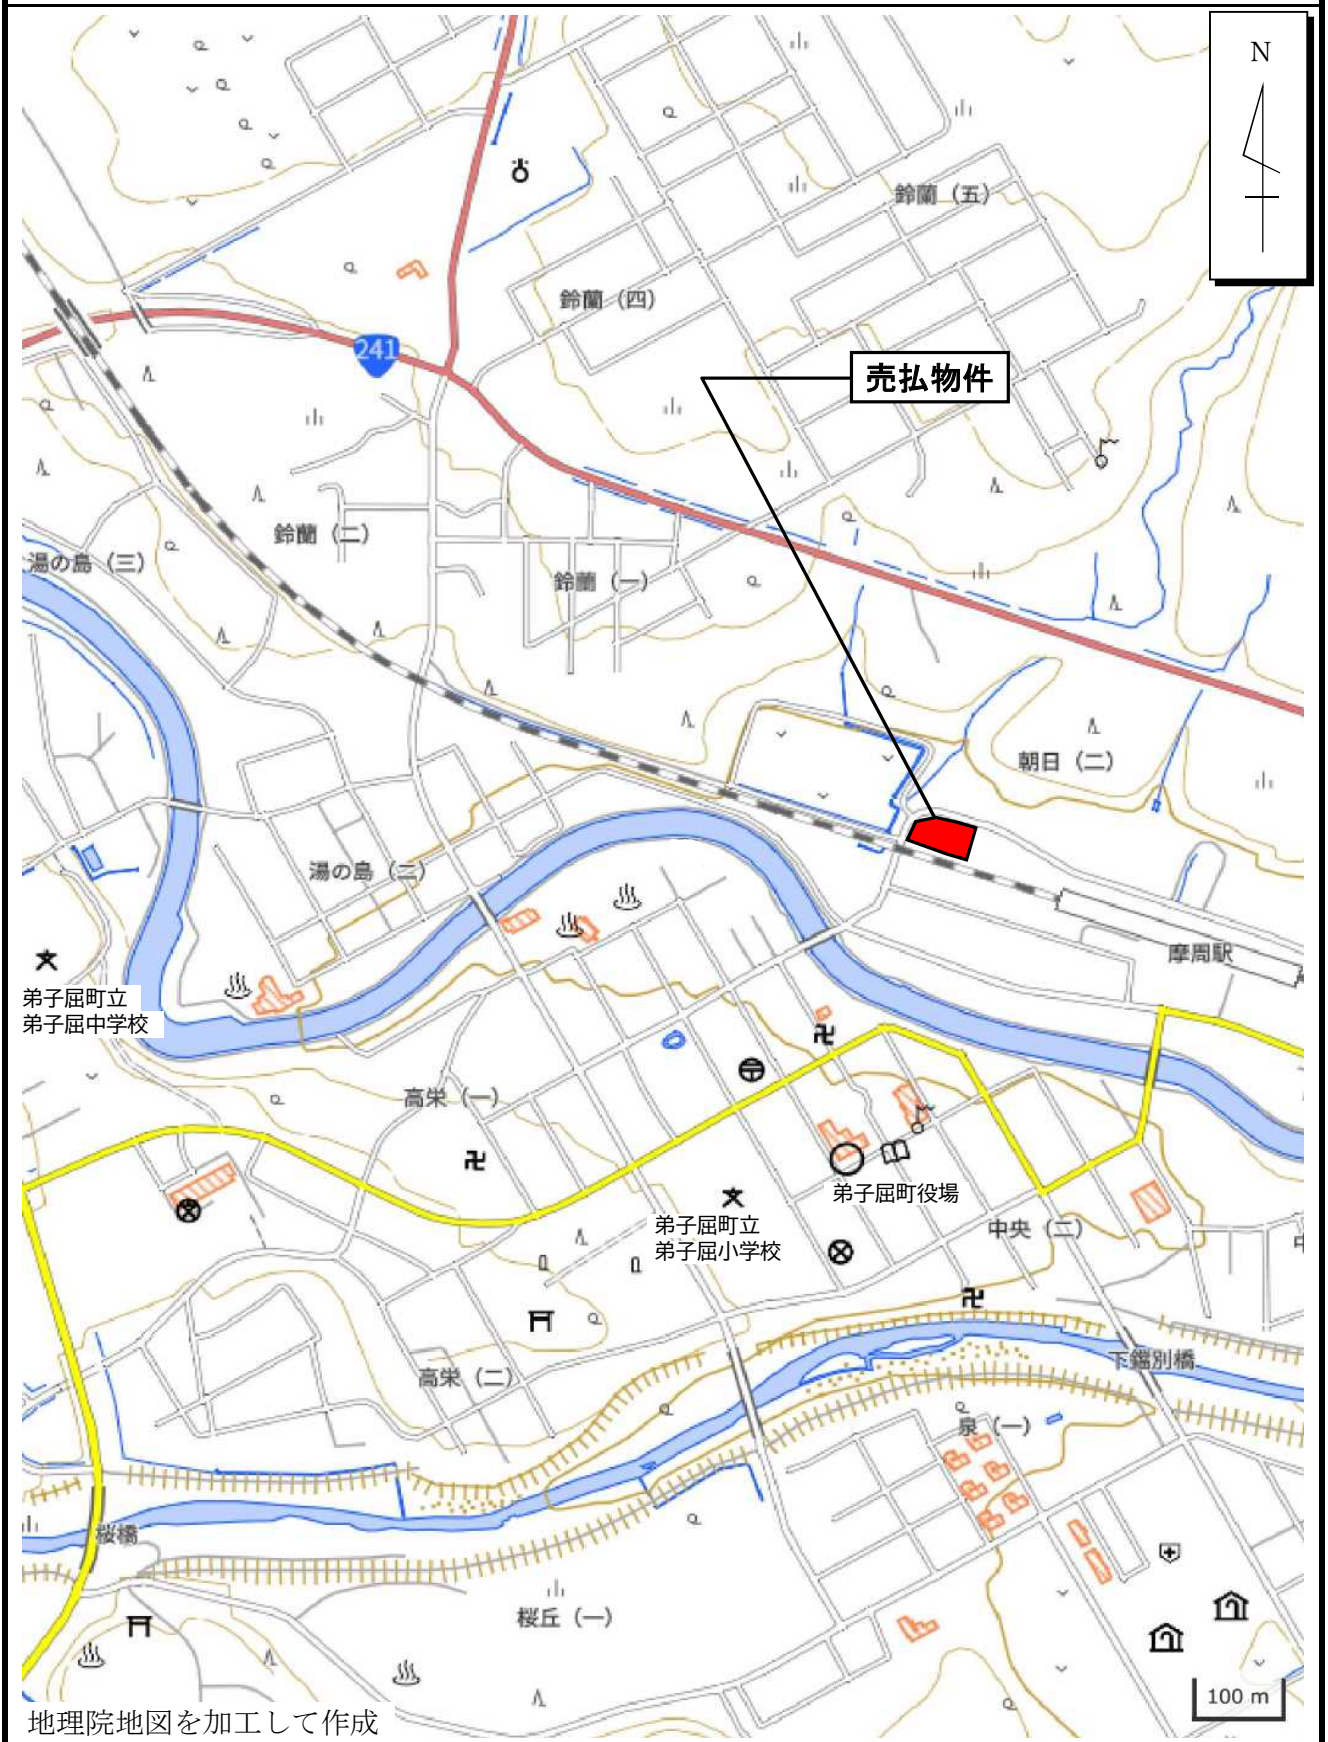 N
鈴蘭（五）
鈴蘭（四）
241
売払物件
鈴蘭（二）
湯の島（三）
鈴蘭（一）
朝日（二）
湯の島（二）
摩周駅
弟子屈町立
弟子屈中学校
高栄（一）
弟子屈町役場
弟子屈町立
弟子屈小学校
中央（二）
下鐺別橋
高栄（二）
泉（一）
桜橋
桜丘（一）
100 m
地理院地図を加工して作成